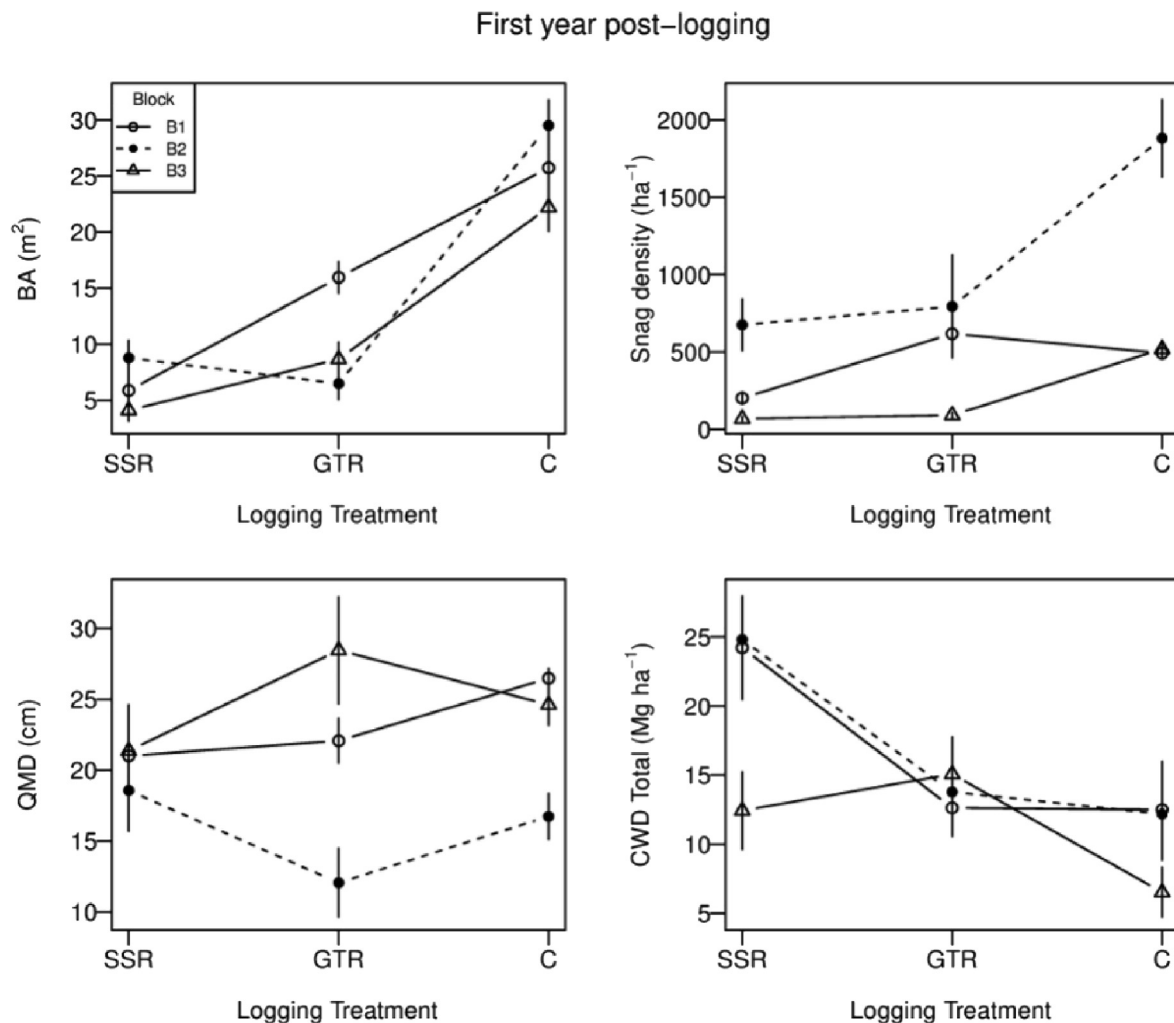 First year post–logging
BA (m²)
30
25
20
15
10
5
Block
B1
B2
B3
SSR GTR C
Logging Treatment
Snag density (ha⁻¹)
2000
1500
1000
500
0
SSR GTR C
Logging Treatment
QMD (cm)
30
25
20
15
10
SSR GTR C
Logging Treatment
CWD Total (Mg ha⁻¹)
25
20
15
10
5
SSR GTR C
Logging Treatment